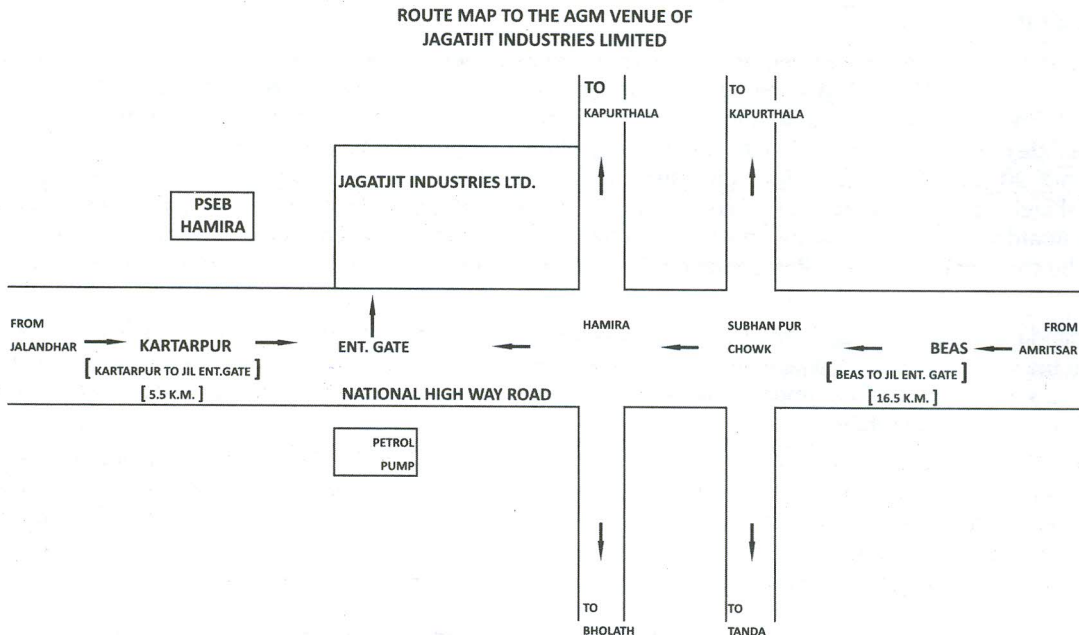 ROUTE MAP TO THE AGM VENUE OF
JAGATJIT INDUSTRIES LIMITED
TO
KAPURTHALA
TO
KAPURTHALA
JAGATJIT INDUSTRIES LTD.
PSEB
HAMIRA
FROM
JALANDHAR
KARTARPUR
[ KARTARPUR TO JIL ENT.GATE ]
[ 5.5 K.M. ]
ENT. GATE
HAMIRA
SUBHAN PUR
CHOWK
BEAS
[ BEAS TO JIL ENT. GATE ]
[ 16.5 K.M. ]
FROM
AMRITSAR
NATIONAL HIGH WAY ROAD
PETROL
PUMP
TO
BHOLATH
TO
TANDA